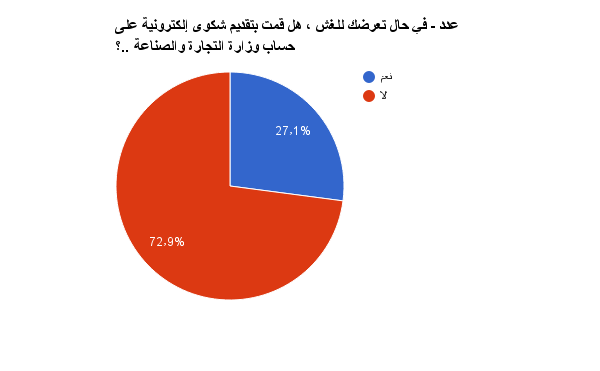 عدد - في حال تعرضك للغش ، هل قمت بتقديم شكوى إلكترونية على
حساب وزارة التجارة والصناعة ..؟
نعم
لا
27,1%
72,9%